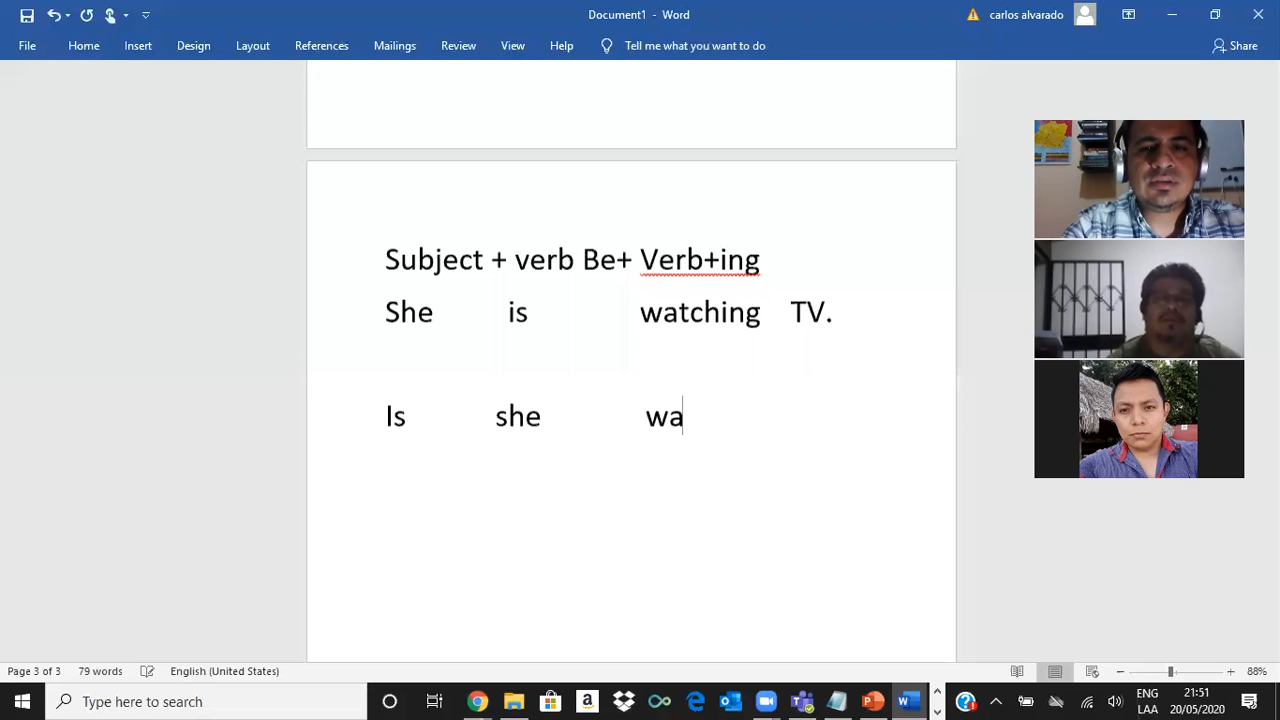 Document1 - Word
carlos alvarado
File Home Insert Design Layout References Mailings Review View Help Tell me what you want to do Share
Subject + verb Be+ Verb+ing
She is watching TV.
Is she wa
Page 3 of 3 79 words English (United States) 88%
Type here to search
ENG 21:51
LAA 20/05/2020